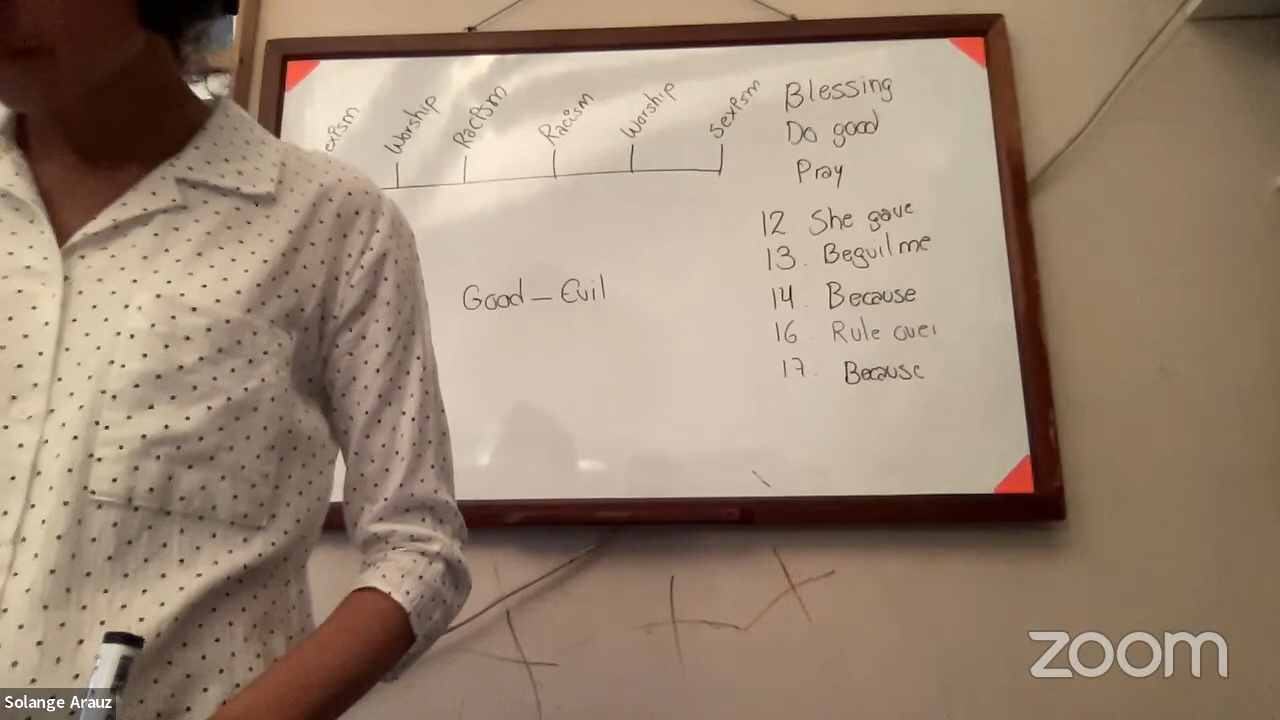 exism Worship Racism Racism Worship Sexism
Blessing
Do good
Pray
12 She gave
13. Beguil me
14. Because
16. Rule over
17. Because
Good - Evil
zoom
Solange Arauz